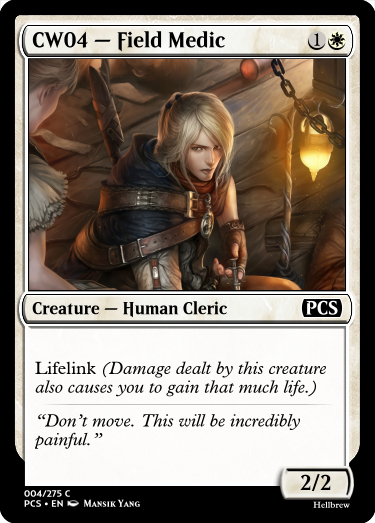 CW04 — Field Medic 1
Creature — Human Cleric PCS
Lifelink (Damage dealt by this creature
also causes you to gain that much life.)
“Don’t move. This will be incredibly
painful.”
2/2
004/275 C
PCS • EN Mansik Yang
Hellbrew